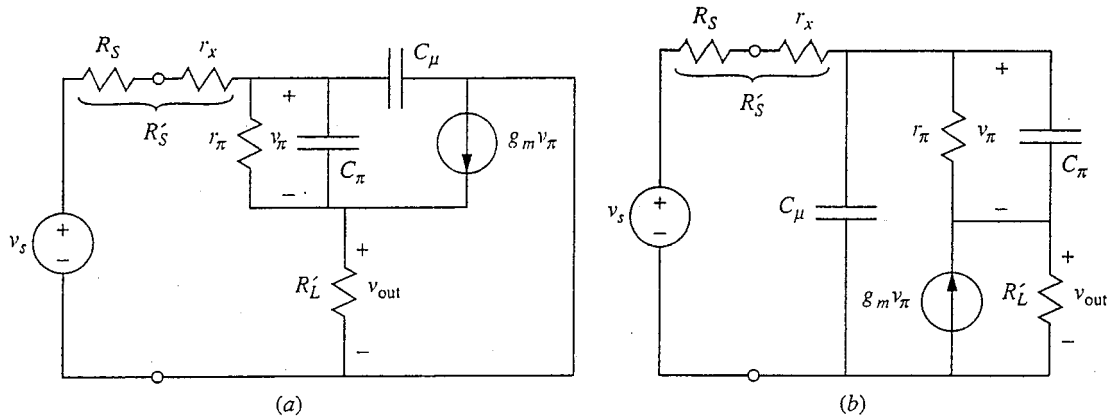 R_S r_x
C_μ
R'_S
+
r_π v_π
g_m v_π
C_π
−
v_s
+
−
+
R'_L v_out
−
(a)
R_S r_x
R'_S
+
r_π v_π
C_π
−
v_s
+
−
C_μ
g_m v_π
+
R'_L v_out
−
(b)